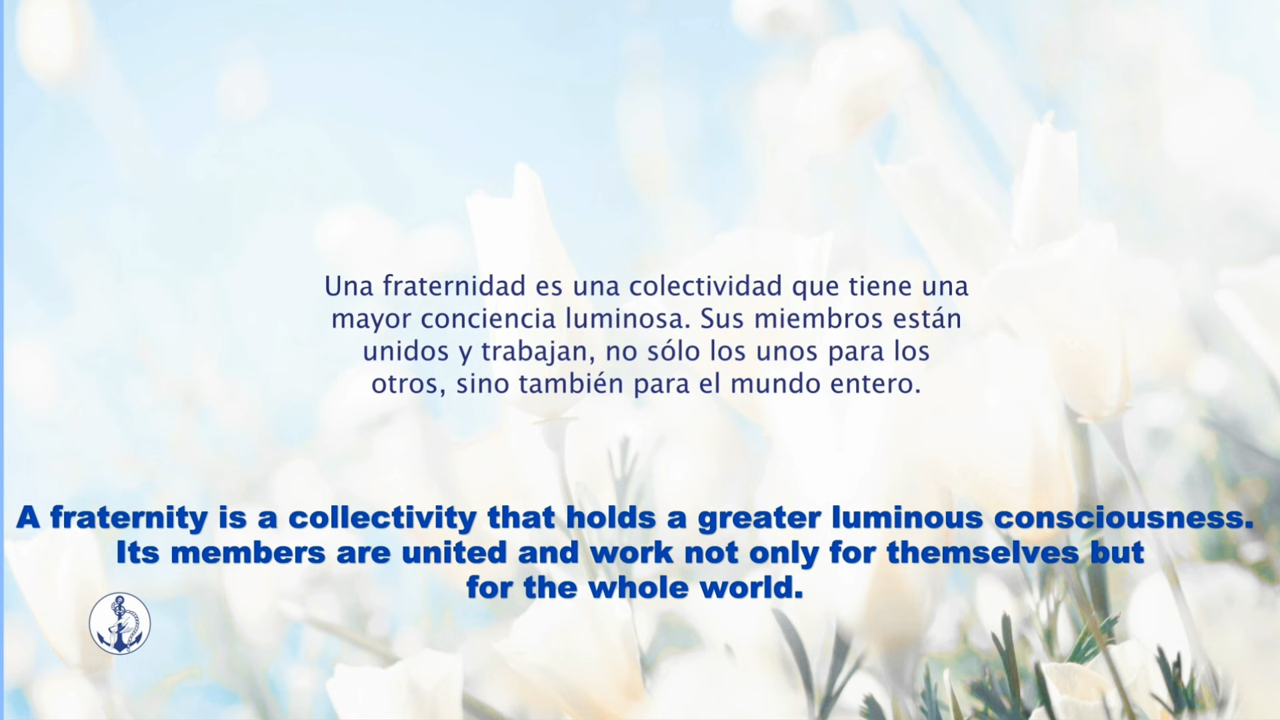 Una fraternidad es una colectividad que tiene una
mayor conciencia luminosa. Sus miembros están
unidos y trabajan, no sólo los unos para los
otros, sino también para el mundo entero.
A fraternity is a collectivity that holds a greater luminous consciousness.
Its members are united and work not only for themselves but
for the whole world.